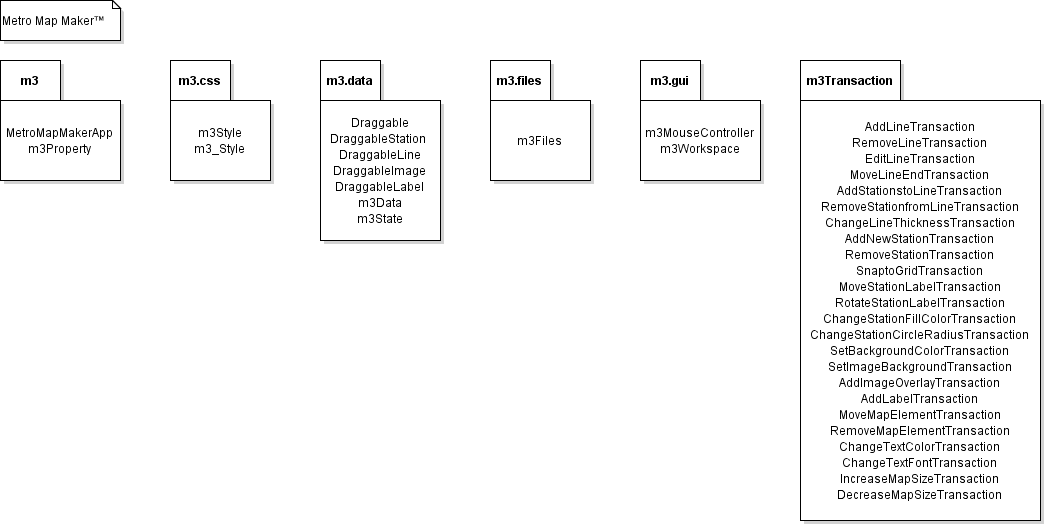 Metro Map Maker™
m3
MetroMapMakerApp
m3Property
m3.css
m3Style
m3_Style
m3.data
Draggable
DraggableStation
DraggableLine
DraggableImage
DraggableLabel
m3Data
m3State
m3.files
m3Files
m3.gui
m3MouseController
m3Workspace
m3Transaction
AddLineTransaction
RemoveLineTransaction
EditLineTransaction
MoveLineEndTransaction
AddStationstoLineTransaction
RemoveStationfromLineTransaction
ChangeLineThicknessTransaction
AddNewStationTransaction
RemoveStationTransaction
SnaptoGridTransaction
MoveStationLabelTransaction
RotateStationLabelTransaction
ChangeStationFillColorTransaction
ChangeStationCircleRadiusTransaction
SetBackgroundColorTransaction
SetImageBackgroundTransaction
AddImageOverlayTransaction
AddLabelTransaction
MoveMapElementTransaction
RemoveMapElementTransaction
ChangeTextColorTransaction
ChangeTextFontTransaction
IncreaseMapSizeTransaction
DecreaseMapSizeTransaction